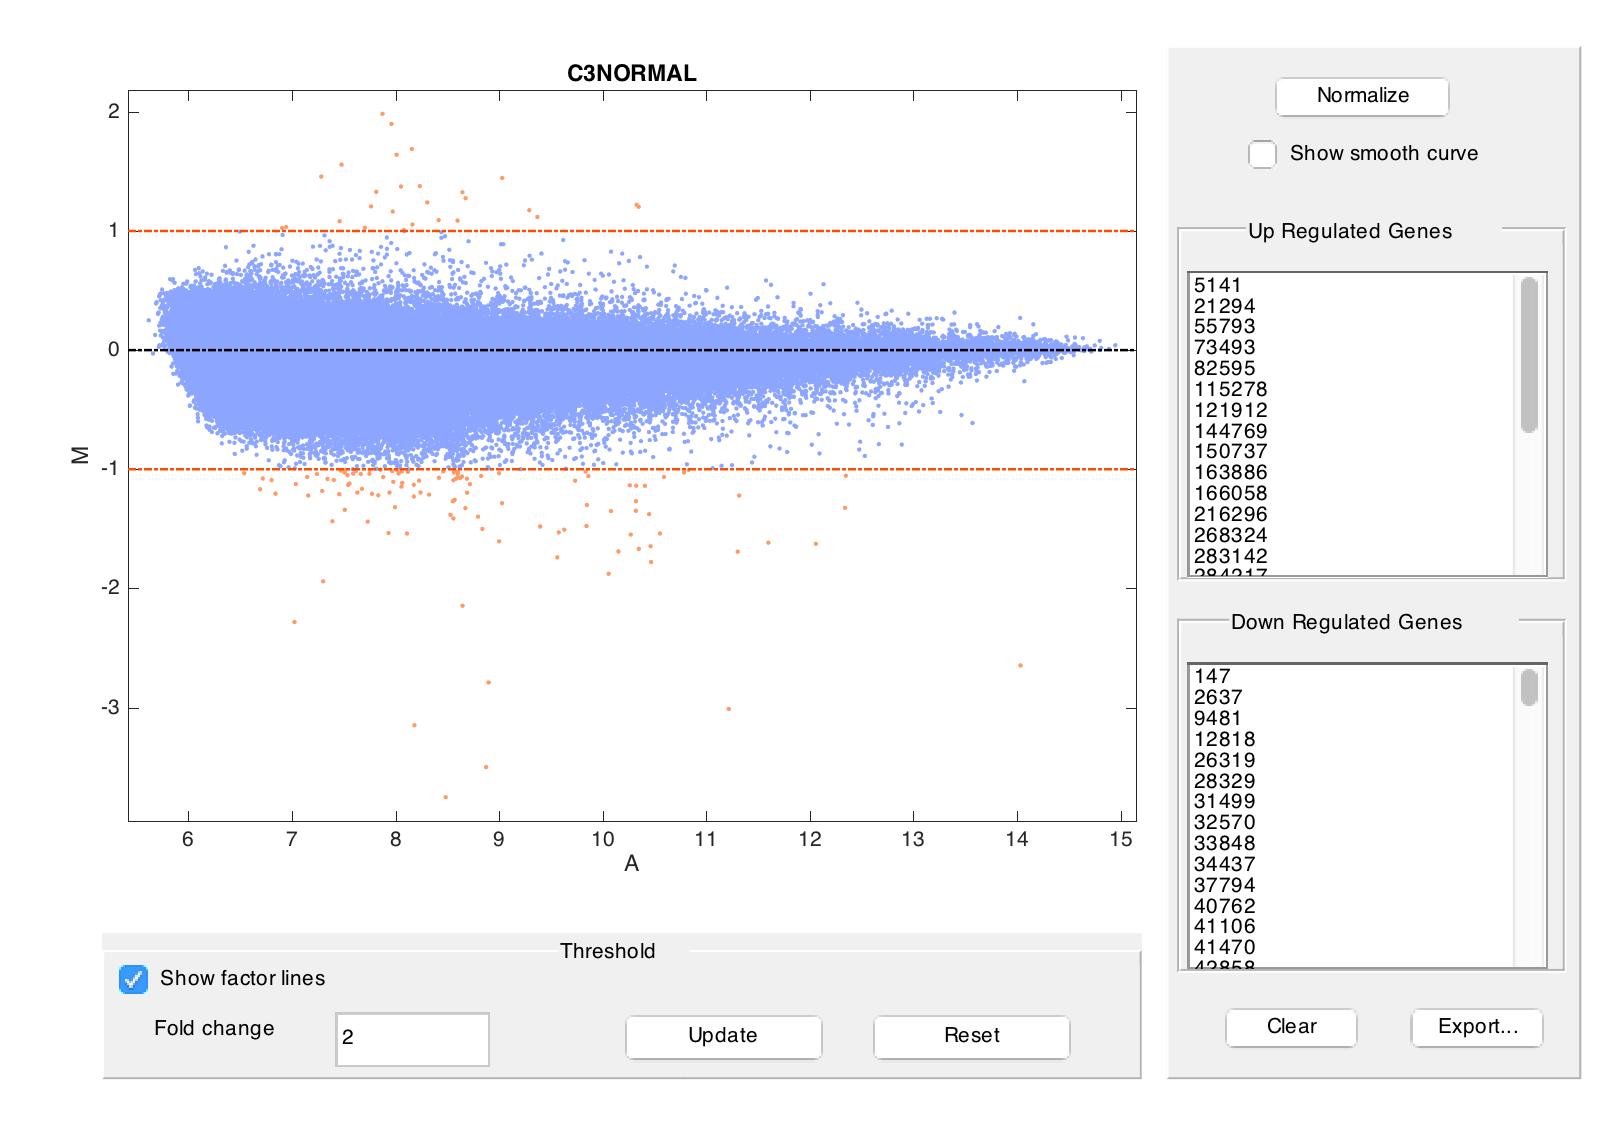 C3NORMAL
2
1
0
-1
-2
-3
M
6 7 8 9 10 11 12 13 14 15
A
Threshold
Show factor lines
Fold change 2 Update Reset
Normalize
Show smooth curve
Up Regulated Genes
5141
21294
55793
73493
82595
115278
121912
144769
150737
163886
166058
216296
268324
283142
Down Regulated Genes
147
2637
9481
12818
26319
28329
31499
32570
33848
34437
37794
40762
41106
41470
Clear Export...